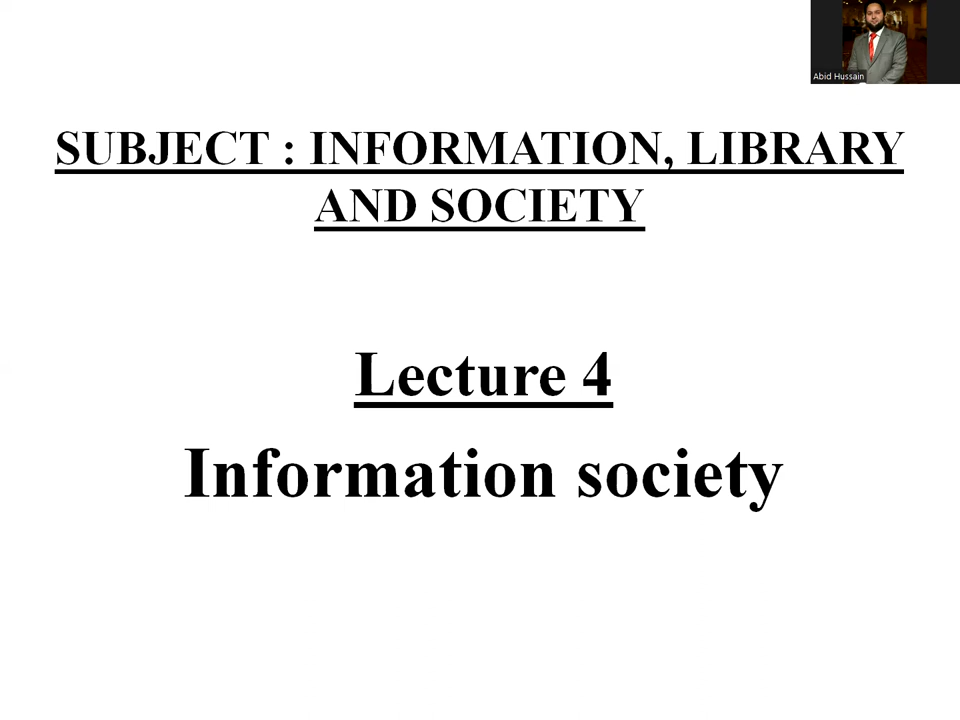 Abid Hussain
SUBJECT : INFORMATION, LIBRARY
AND SOCIETY
Lecture 4
Information society